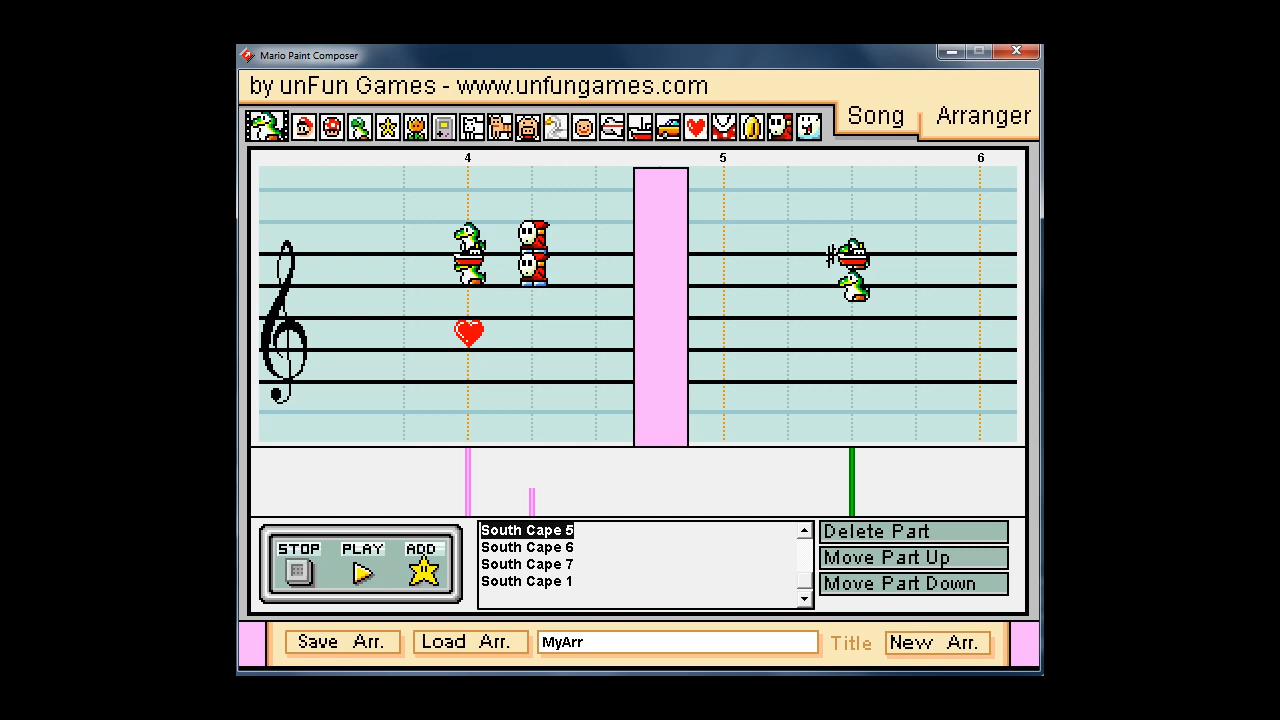 Mario Paint Composer
by unFun Games - www.unfungames.com
Song
Arranger
4
5
6
STOP
PLAY
ADD
South Cape 5
South Cape 6
South Cape 7
South Cape 1
Delete Part
Move Part Up
Move Part Down
Save Arr.
Load Arr.
MyArr
Title
New Arr.